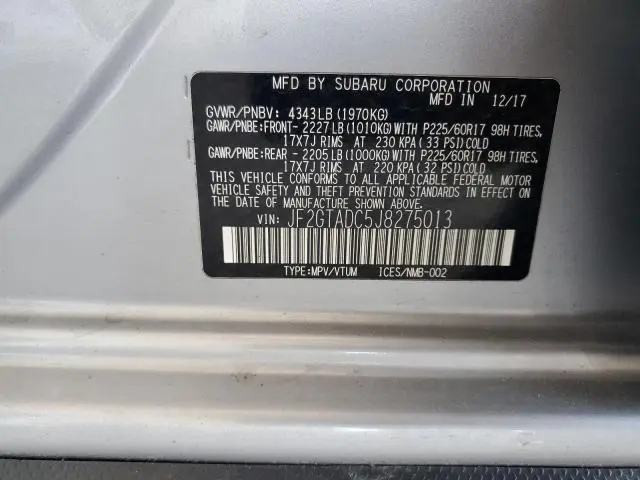 MFD BY SUBARU CORPORATION
MFD IN 12/17
GVWR/PNBV: 4343LB (1970KG)
GAWR/PNBE:FRONT- 2227LB (1010KG) WITH P225/60R17 98H TIRES,
17X7J RIMS AT 230 KPA ( 33 PSI) COLD
GAWR/PNBE:REAR - 2205LB (1000KG) WITH P225/60R17 98H TIRES,
17X7J RIMS AT 220 KPA ( 32 PSI) COLD
THIS VEHICLE CONFORMS TO ALL APPLICABLE FEDERAL MOTOR
VEHICLE SAFETY AND THEFT PREVENTION STANDARDS IN EFFECT ON
THE DATE OF MANUFACTURE SHOWN ABOVE.
VIN: JF2GTADC5J8275013
TYPE:MPV/VTUM ICES/NMB-002